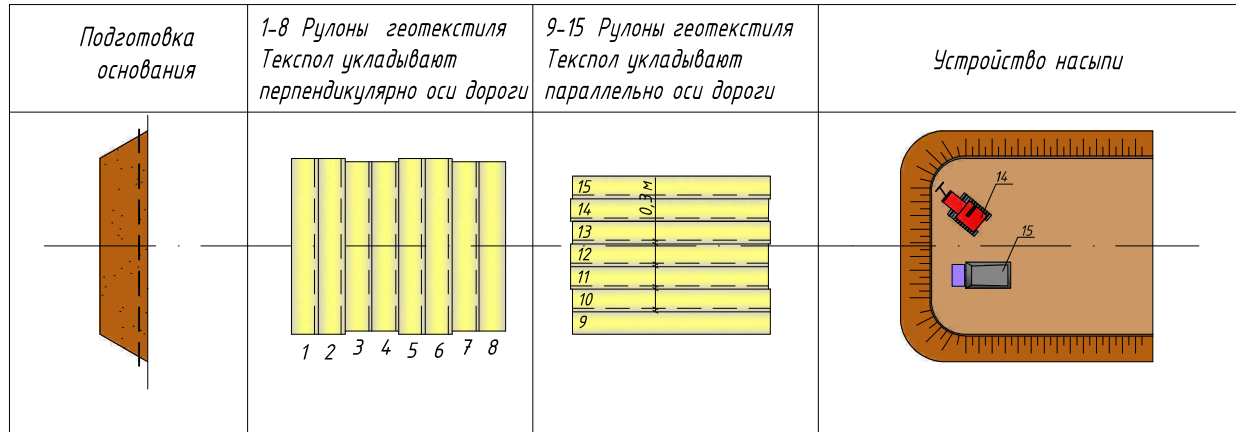 Подготовка
основания
1-8 Рулоны геотекстиля
Текспол укладывают
перпендикулярно оси дороги
9-15 Рулоны геотекстиля
Текспол укладывают
параллельно оси дороги
Устройство насыпи
1 2 3 4 5 6 7 8
15
14
13
12
11
10
9
0,3 м
14
15